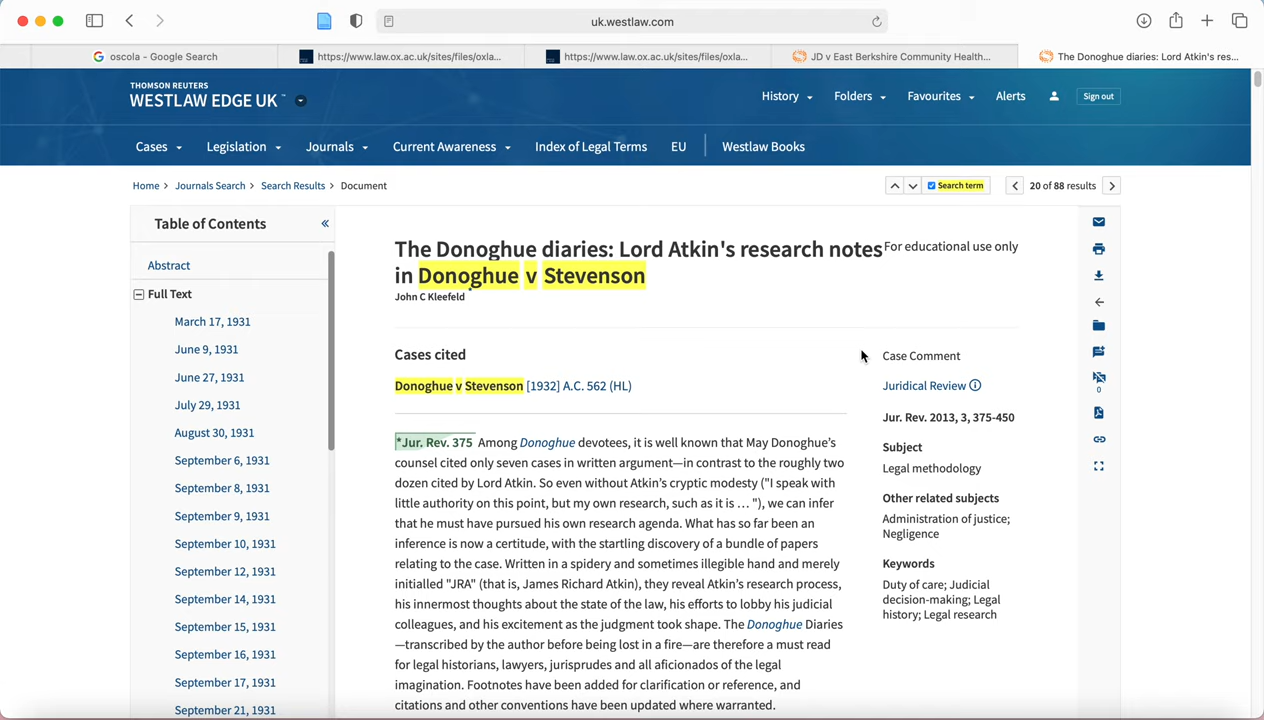 uk.westlaw.com
oscola - Google Search
https://www.law.ox.ac.uk/sites/files/oxla...
https://www.law.ox.ac.uk/sites/files/oxla...
JD v East Berkshire Community Health...
The Donoghue diaries: Lord Atkin's res...
THOMSON REUTERS
WESTLAW EDGE UK™
History
Folders
Favourites
Alerts
Sign out
Cases
Legislation
Journals
Current Awareness
Index of Legal Terms
EU
Westlaw Books
Home > Journals Search > Search Results > Document
Search term
20 of 88 results
Table of Contents
«
Abstract
Full Text
March 17, 1931
June 9, 1931
June 27, 1931
July 29, 1931
August 30, 1931
September 6, 1931
September 8, 1931
September 9, 1931
September 10, 1931
September 12, 1931
September 14, 1931
September 15, 1931
September 16, 1931
September 17, 1931
September 21, 1931
The Donoghue diaries: Lord Atkin's research notes
in Donoghue v Stevenson
John C Kleefeld
For educational use only
Cases cited
Donoghue v Stevenson [1932] A.C. 562 (HL)
*Jur. Rev. 375 Among Donoghue devotees, it is well known that May Donoghue's
counsel cited only seven cases in written argument—in contrast to the roughly two
dozen cited by Lord Atkin. So even without Atkin's cryptic modesty ("I speak with
little authority on this point, but my own research, such as it is … "), we can infer
that he must have pursued his own research agenda. What has so far been an
inference is now a certitude, with the startling discovery of a bundle of papers
relating to the case. Written in a spidery and sometimes illegible hand and merely
initialled "JRA" (that is, James Richard Atkin), they reveal Atkin's research process,
his innermost thoughts about the state of the law, his efforts to lobby his judicial
colleagues, and his excitement as the judgment took shape. The Donoghue Diaries
—transcribed by the author before being lost in a fire—are therefore a must read
for legal historians, lawyers, jurisprudes and all aficionados of the legal
imagination. Footnotes have been added for clarification or reference, and
citations and other conventions have been updated where warranted.
Case Comment
Juridical Review
Jur. Rev. 2013, 3, 375-450
Subject
Legal methodology
Other related subjects
Administration of justice;
Negligence
Keywords
Duty of care; Judicial
decision-making; Legal
history; Legal research
0